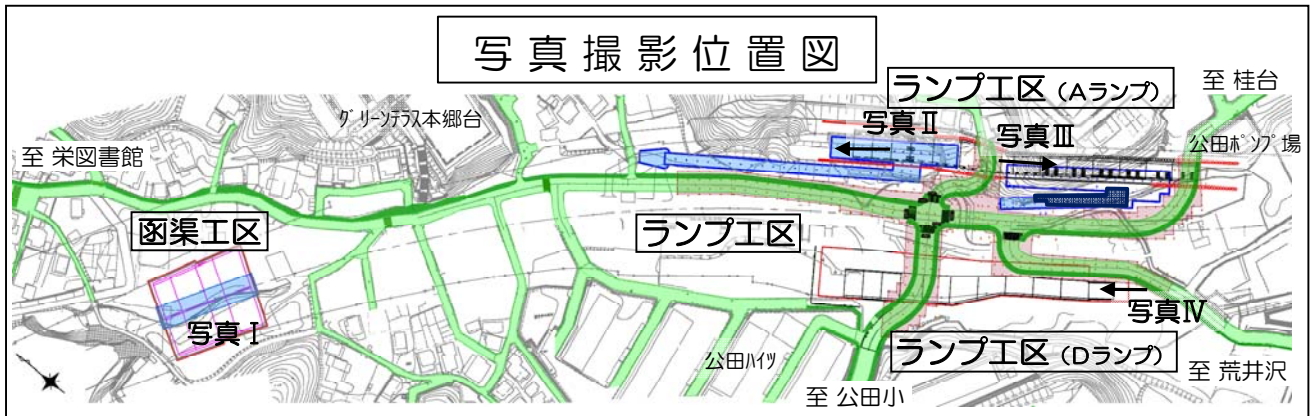 写真撮影位置図
ランプ工区（Aランプ）
至 桂台
グリーンテラス本郷台
写真Ⅱ
写真Ⅲ
公田ポンプ場
至 栄図書館
函渠工区
ランプ工区
写真Ⅰ
写真Ⅳ
公田ハイツ
ランプ工区（Dランプ）
至 荒井沢
至 公田小